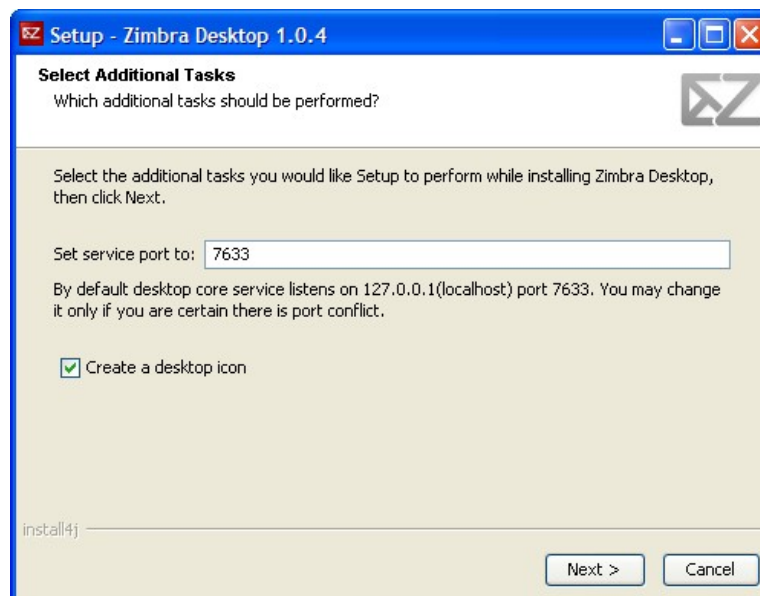 Setup - Zimbra Desktop 1.0.4
Select Additional Tasks
Which additional tasks should be performed?
Select the additional tasks you would like Setup to perform while installing Zimbra Desktop,
then click Next.
Set service port to: 7633
By default desktop core service listens on 127.0.0.1(localhost) port 7633. You may change
it only if you are certain there is port conflict.
Create a desktop icon
install4j
Next > Cancel